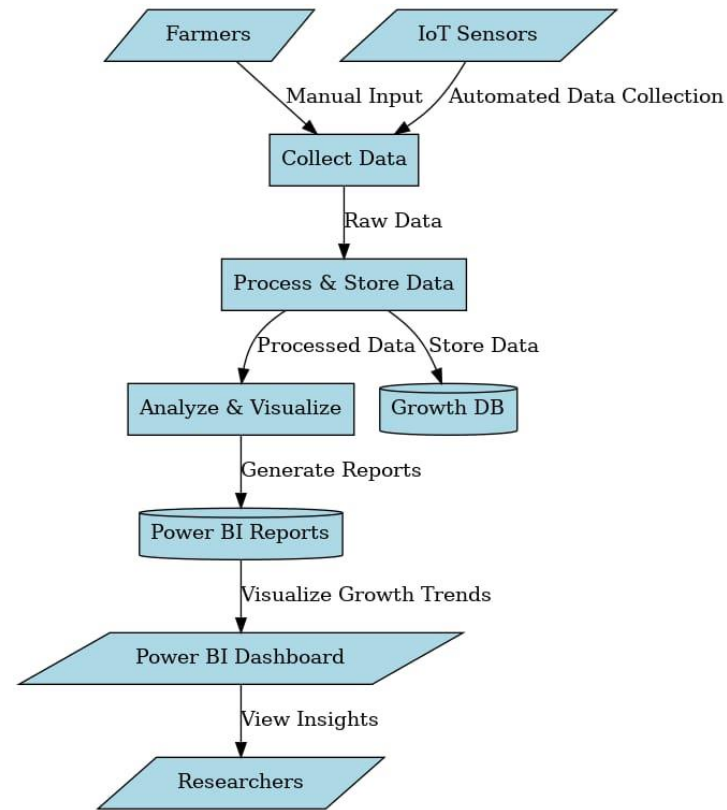 Farmers
IoT Sensors
Manual Input
Automated Data Collection
Collect Data
Raw Data
Process & Store Data
Processed Data
Store Data
Analyze & Visualize
Growth DB
Generate Reports
Power BI Reports
Visualize Growth Trends
Power BI Dashboard
View Insights
Researchers